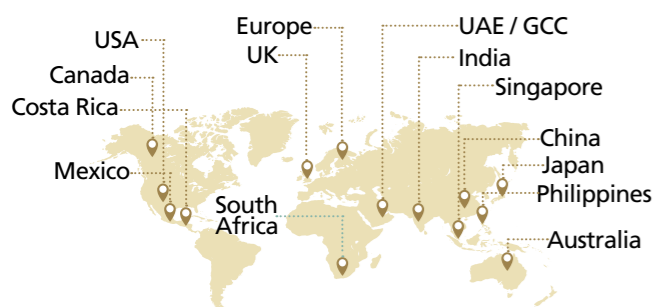 Europe
UAE / GCC
USA
UK
India
Canada
Singapore
Costa Rica
China
Mexico
Japan
Philippines
South
Africa
Australia